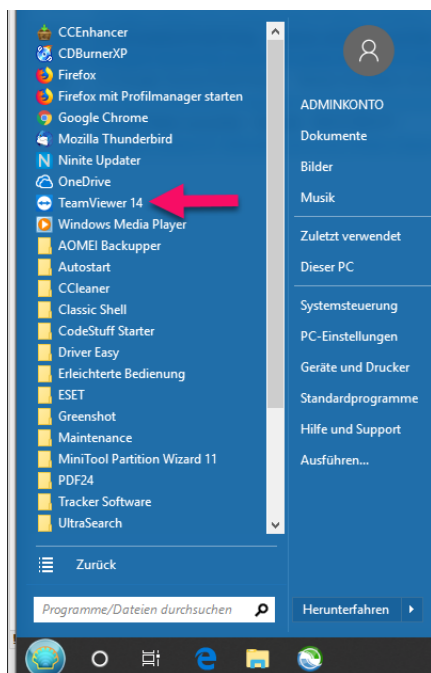 CCEnhancer
CDBurnerXP
Firefox
Firefox mit Profilmanager starten
Google Chrome
Mozilla Thunderbird
Ninite Updater
OneDrive
TeamViewer 14
Windows Media Player
AOMEI Backupper
Autostart
CCleaner
Classic Shell
CodeStuff Starter
Driver Easy
Erleichterte Bedienung
ESET
Greenshot
Maintenance
MiniTool Partition Wizard 11
PDF24
Tracker Software
UltraSearch
Zurück
Programme/Dateien durchsuchen
ADMINKONTO
Dokumente
Bilder
Musik
Zuletzt verwendet
Dieser PC
Systemsteuerung
PC-Einstellungen
Geräte und Drucker
Standardprogramme
Hilfe und Support
Ausführen...
Herunterfahren